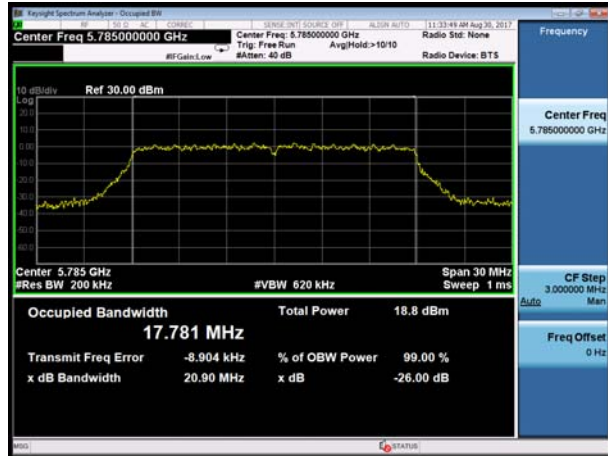 Keysight Spectrum Analyzer - Occupied BW
RF 50 Ω AC CORREC SENSE:INT SOURCE OFF ALIGN AUTO 11:33:49 AM Aug 30, 2017
Center Freq 5.785000000 GHz
Center Freq: 5.785000000 GHz
Radio Std: None
Trig: Free Run Avg|Hold:>10/10
#IFGain:Low #Atten: 40 dB Radio Device: BTS
Frequency
10 dB/div Ref 30.00 dBm
Log
20.0
10.0
0.00
-10.0
-20.0
-30.0
-40.0
-50.0
-60.0
Center 5.785 GHz Span 30 MHz
#Res BW 200 kHz #VBW 620 kHz Sweep 1 ms
Occupied Bandwidth Total Power 18.8 dBm
17.781 MHz
Transmit Freq Error -8.904 kHz % of OBW Power 99.00 %
x dB Bandwidth 20.90 MHz x dB -26.00 dB
Center Freq
5.785000000 GHz
CF Step
3.000000 MHz
Auto Man
Freq Offset
0 Hz
MSG STATUS